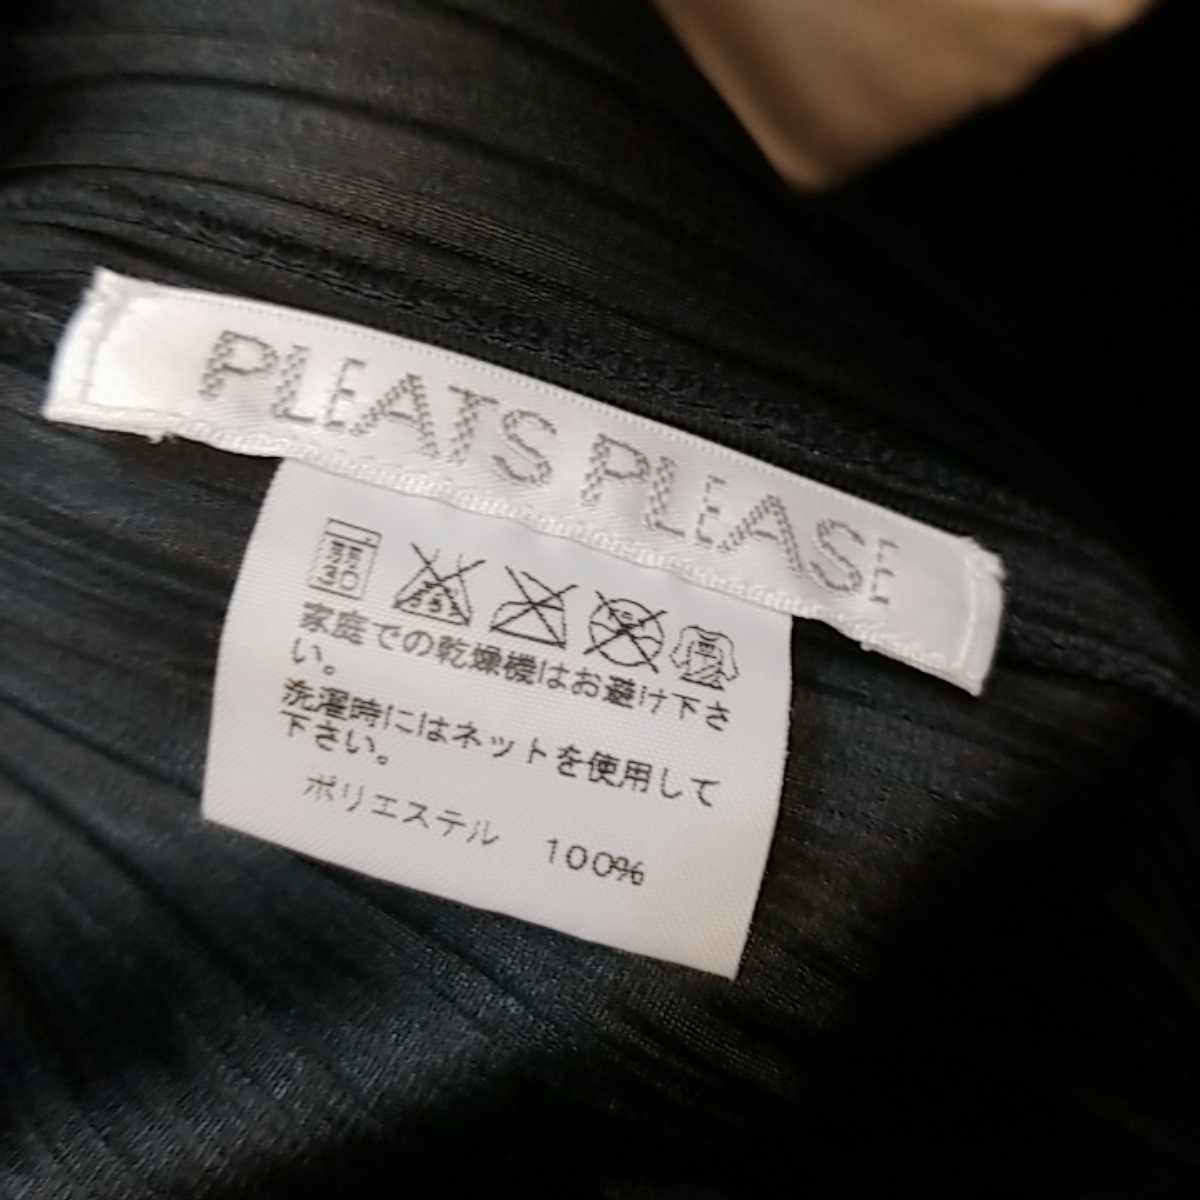 PLEATS PLEASE
家庭での乾燥機はお避け下さ
い。
洗濯時にはネットを使用して
下さい。
ポリエステル 100%